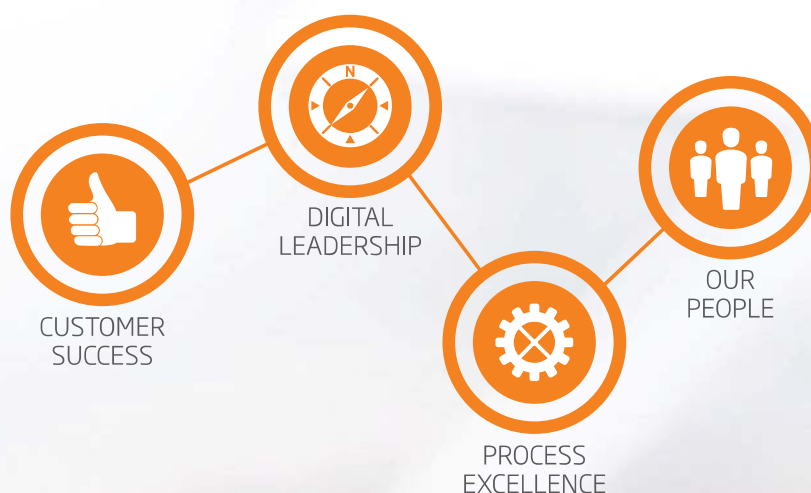 N
DIGITAL
LEADERSHIP
CUSTOMER
SUCCESS
OUR
PEOPLE
PROCESS
EXCELLENCE